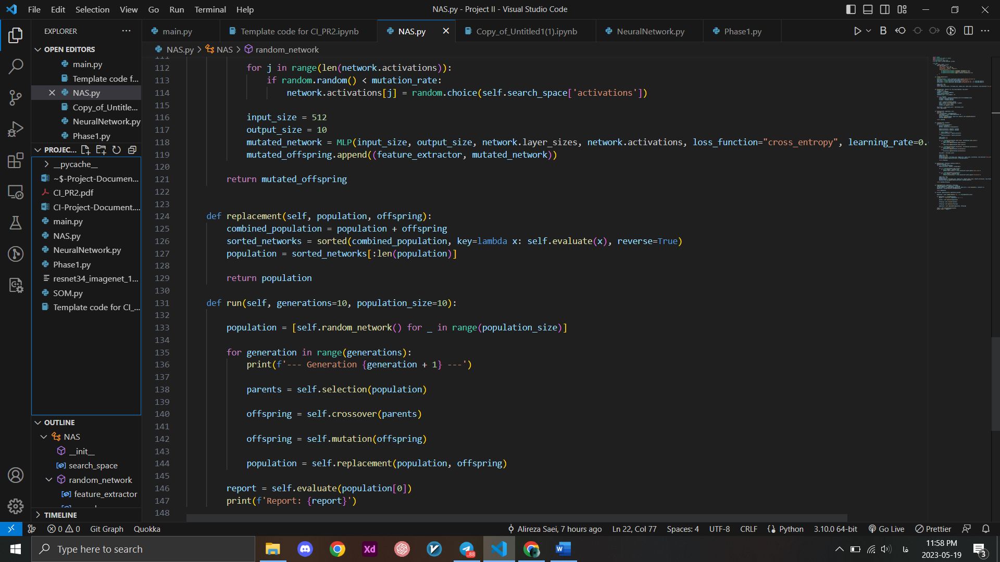 File Edit Selection View Go Run Terminal Help
NAS.py - Project II - Visual Studio Code
EXPLORER
main.py
Template code for CI_PR2.ipynb
NAS.py
Copy_of_Untitled1(1).ipynb
NeuralNetwork.py
Phase1.py
OPEN EDITORS
main.py
Template code f...
NAS.py
Copy_of_Untitle...
NeuralNetwork.py
Phase1.py
PROJEC...
__pycache__
~$-Project-Documen...
CI_PR2.pdf
CI-Project-Document....
main.py
NAS.py
NeuralNetwork.py
Phase1.py
resnet34_imagenet_1...
SOM.py
Template code for CI_...
OUTLINE
NAS
__init__
search_space
random_network
feature_extractor
TIMELINE
NAS.py > NAS > random_network
111
112 for j in range(len(network.activations)):
113 if random.random() < mutation_rate:
114 network.activations[j] = random.choice(self.search_space['activations'])
115
116 input_size = 512
117 output_size = 10
118 mutated_network = MLP(input_size, output_size, network.layer_sizes, network.activations, loss_function="cross_entropy", learning_rate=0.
119 mutated_offspring.append((feature_extractor, mutated_network))
120
121 return mutated_offspring
122
123
124 def replacement(self, population, offspring):
125 combined_population = population + offspring
126 sorted_networks = sorted(combined_population, key=lambda x: self.evaluate(x), reverse=True)
127 population = sorted_networks[:len(population)]
128
129 return population
130
131 def run(self, generations=10, population_size=10):
132
133 population = [self.random_network() for _ in range(population_size)]
134
135 for generation in range(generations):
136 print(f'--- Generation {generation + 1} ---')
137
138 parents = self.selection(population)
139
140 offspring = self.crossover(parents)
141
142 offspring = self.mutation(offspring)
143
144 population = self.replacement(population, offspring)
145
146 report = self.evaluate(population[0])
147 print(f'Report: {report}')
148
0 0 Git Graph Quokka
Alireza Saei, 7 hours ago Ln 22, Col 77 Spaces: 4 UTF-8 CRLF Python 3.10.0 64-bit Go Live Prettier
Type here to search
Xd
..88
فا
11:58 PM
2023-05-19
3